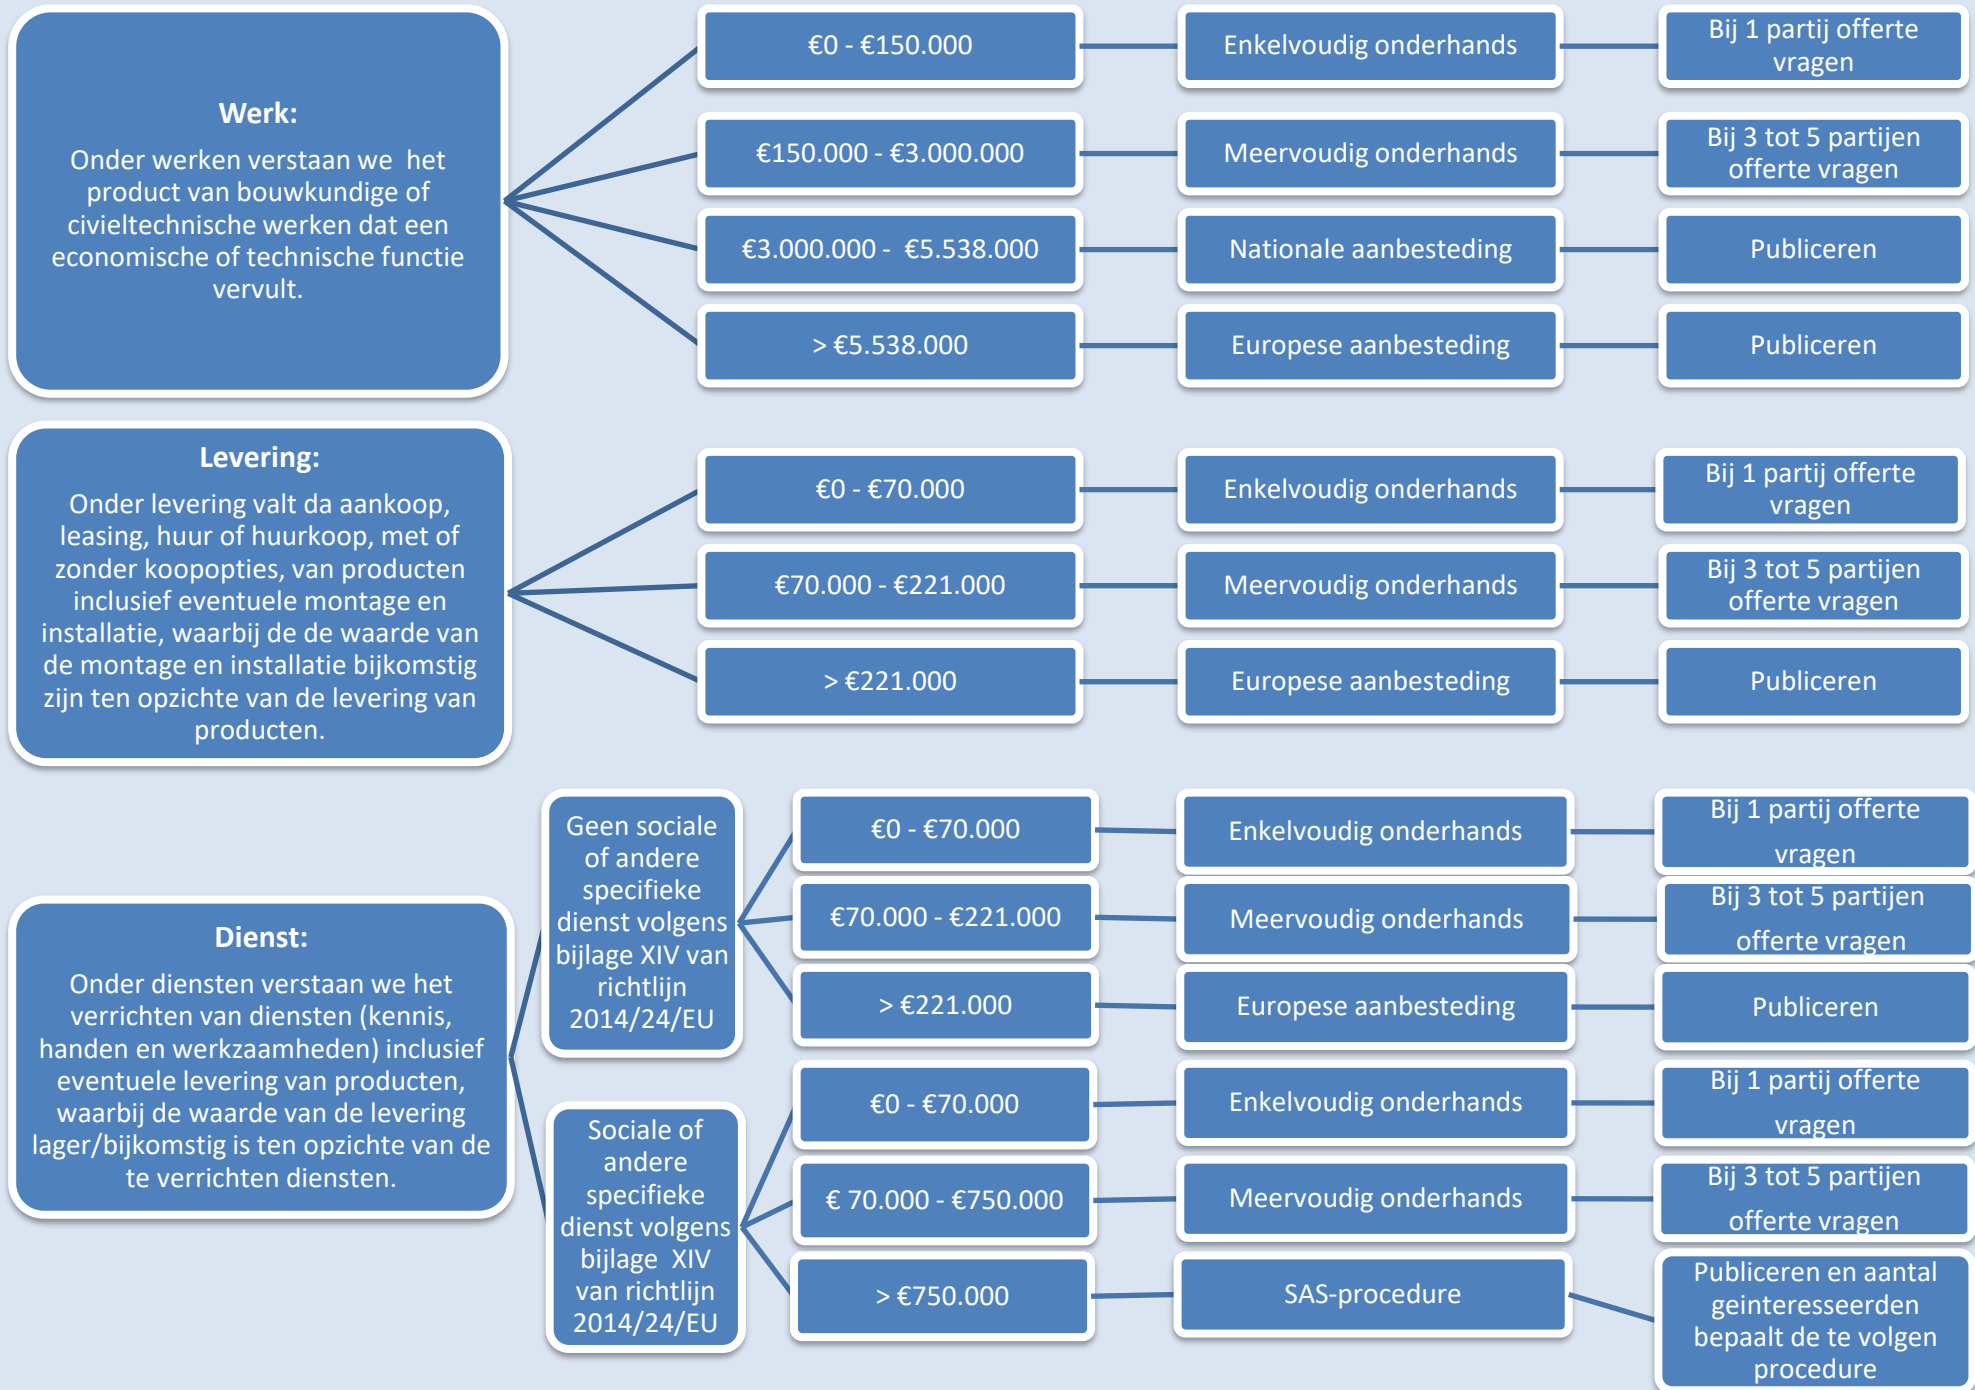 Werk:
Onder werken verstaan we het
product van bouwkundige of
civieltechnische werken dat een
economische of technische functie
vervult.
€0 - €150.000
Enkelvoudig onderhands
Bij 1 partij offerte
vragen
€150.000 - €3.000.000
Meervoudig onderhands
Bij 3 tot 5 partijen
offerte vragen
€3.000.000 - €5.538.000
Nationale aanbesteding
Publiceren
> €5.538.000
Europese aanbesteding
Publiceren
Levering:
Onder levering valt da aankoop,
leasing, huur of huurkoop, met of
zonder koopopties, van producten
inclusief eventuele montage en
installatie, waarbij de de waarde van
de montage en installatie bijkomstig
zijn ten opzichte van de levering van
producten.
€0 - €70.000
Enkelvoudig onderhands
Bij 1 partij offerte
vragen
€70.000 - €221.000
Meervoudig onderhands
Bij 3 tot 5 partijen
offerte vragen
> €221.000
Europese aanbesteding
Publiceren
Dienst:
Onder diensten verstaan we het
verrichten van diensten (kennis,
handen en werkzaamheden) inclusief
eventuele levering van producten,
waarbij de waarde van de levering
lager/bijkomstig is ten opzichte van de
te verrichten diensten.
Geen sociale
of andere
specifieke
dienst volgens
bijlage XIV van
richtlijn
2014/24/EU
€0 - €70.000
Enkelvoudig onderhands
Bij 1 partij offerte
vragen
€70.000 - €221.000
Meervoudig onderhands
Bij 3 tot 5 partijen
offerte vragen
> €221.000
Europese aanbesteding
Publiceren
Sociale of
andere
specifieke
dienst volgens
bijlage XIV
van richtlijn
2014/24/EU
€0 - €70.000
Enkelvoudig onderhands
Bij 1 partij offerte
vragen
€ 70.000 - €750.000
Meervoudig onderhands
Bij 3 tot 5 partijen
offerte vragen
> €750.000
SAS-procedure
Publiceren en aantal
geinteresseerden
bepaalt de te volgen
procedure